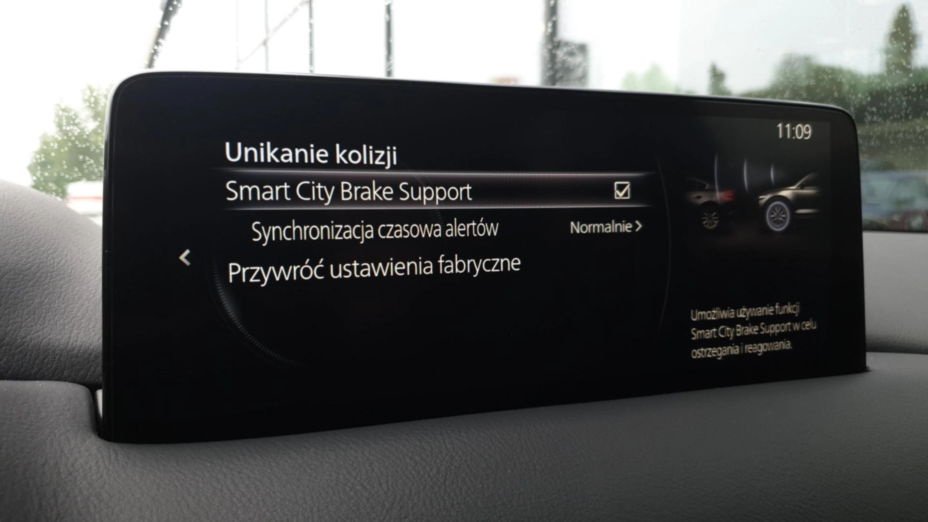 11:09
Unikanie kolizji
Smart City Brake Support
Synchronizacja czasowa alertów Normalnie
Przywróć ustawienia fabryczne
Umożliwia używanie funkcji
Smart City Brake Support w celu
ostrzegania i reagowania.